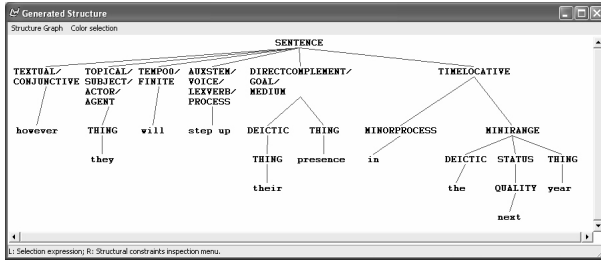 Generated Structure
Structure Graph Color selection
SENTENCE
TEXTUAL/ TOPICAL/ TEMPO0/ AUXSTEM/ DIRECTCOMPLEMENT/ TIMELOCATIVE
CONJUNCTIVE SUBJECT/ FINITE VOICE/ GOAL/
ACTOR/ LEXVERB/ MEDIUM
AGENT PROCESS
however THING will step up DEICTIC THING MINORPROCESS MINIRANGE
they THING presence in DEICTIC STATUS THING
their the QUALITY year
next
L: Selection expression; R: Structural constraints inspection menu.